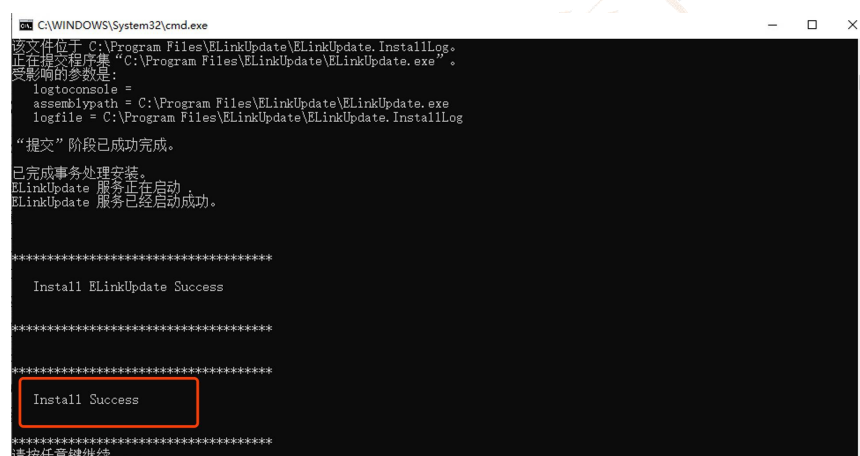 C:\WINDOWS\System32\cmd.exe
该文件位于 C:\Program Files\ELinkUpdate\ELinkUpdate.InstallLog。
正在提交程序集“C:\Program Files\ELinkUpdate\ELinkUpdate.exe”。
受影响的参数是:
logtoconsole =
assemblypath = C:\Program Files\ELinkUpdate\ELinkUpdate.exe
logfile = C:\Program Files\ELinkUpdate\ELinkUpdate.InstallLog
“提交”阶段已成功完成。
已完成事务处理安装。
ELinkUpdate 服务正在启动 .
ELinkUpdate 服务已经启动成功。
*************************************
Install ELinkUpdate Success
*************************************
*************************************
Install Success
*************************************
请按任意键继续